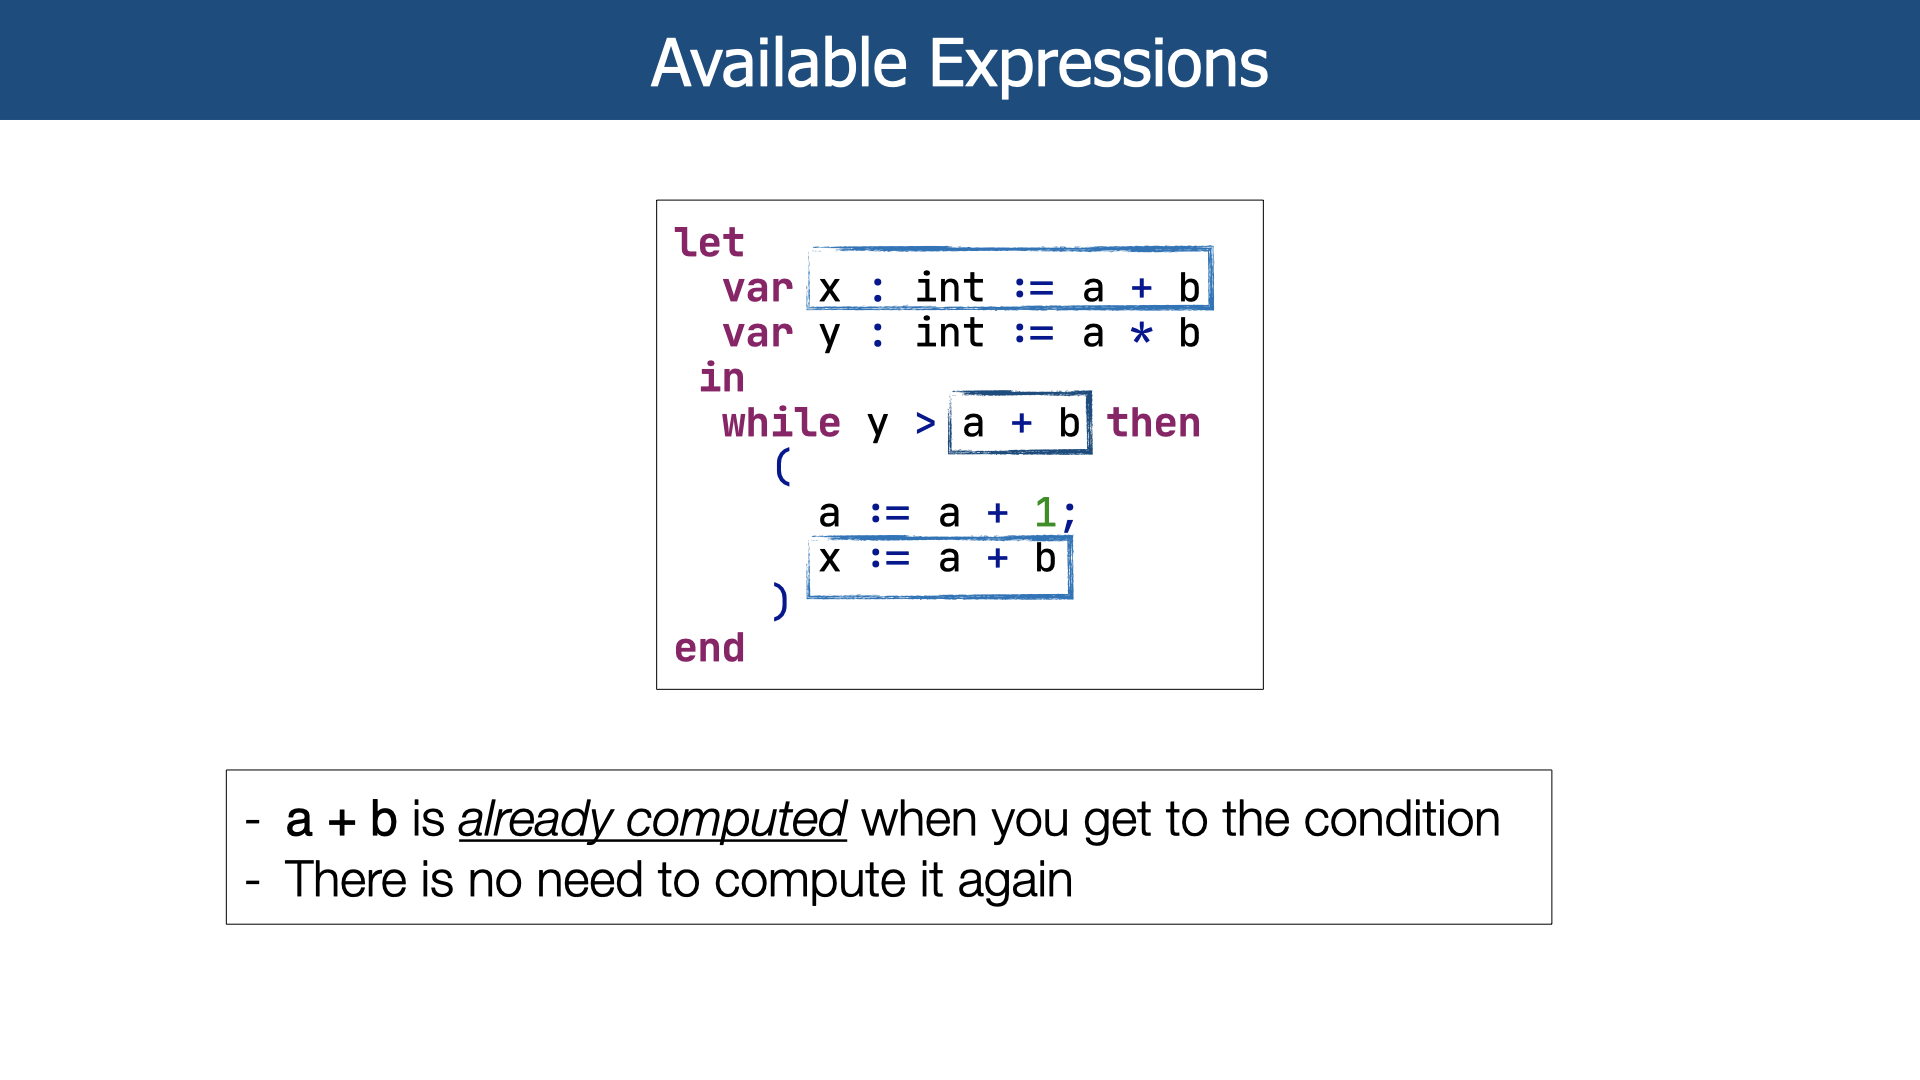 Available Expressions
let
var x : int := a + b
var y : int := a * b
in
while y > a + b then
(
a := a + 1;
x := a + b
)
end
- a + b is already computed when you get to the condition
- There is no need to compute it again